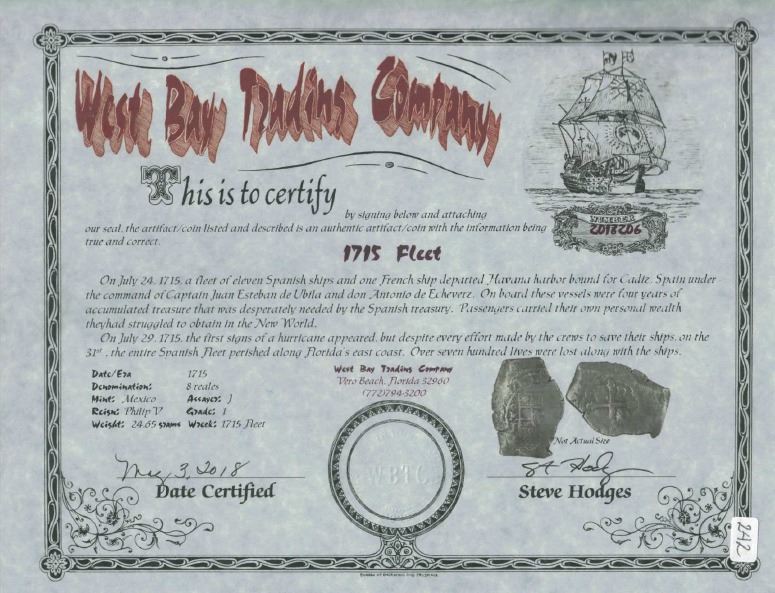 West Bay Trading Company
This is to certify
by signing below and attaching
our seal, the artifact/coin listed and described is an authentic artifact/coin with the information being
true and correct.
2018206
1715 Fleet
On July 24, 1715, a fleet of eleven Spanish ships and one French ship departed Havana harbor bound for Cadiz, Spain under
the command of Captain Juan Esteban de Ubila and don Antonio de Echeverz. On board these vessels were four years of
accumulated treasure that was desperately needed by the Spanish treasury. Passengers carried their own personal wealth
theyhad struggled to obtain in the New World.
On July 29, 1715, the first signs of a hurricane appeared, but despite every effort made by the crews to save their ships, on the
31st, the entire Spanish Fleet perished along Florida's east coast. Over seven hundred lives were lost along with the ships.
Date/Era 1715
Denomination: 8 reales
Mint: Mexico Assayer: J
Reign: Philip V Grade: 1
Weight: 24.65 grams Wreck: 1715 Fleet
West Bay Trading Company
Vero Beach, Florida 32960
(772)794-3200
Not Actual Size
WBTC
May 3, 2018
Date Certified
Steve Hodges
2A2